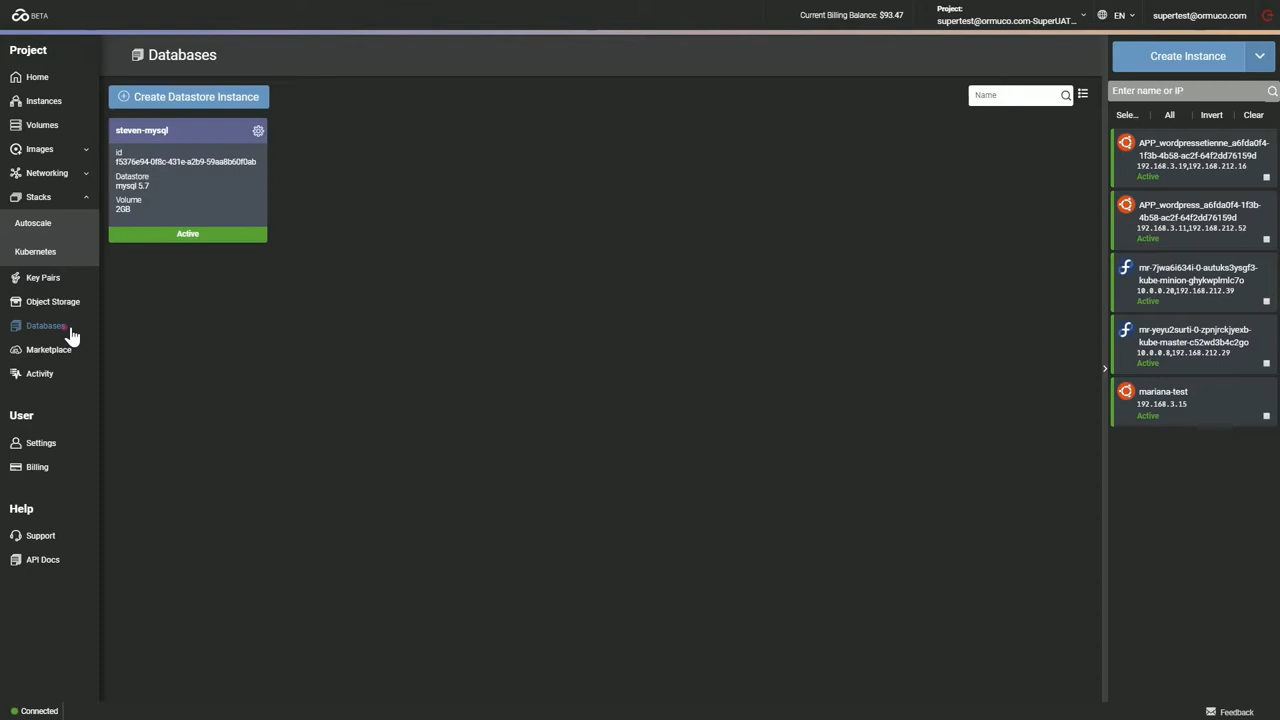 BETA
Current Billing Balance: $93.47
Project:
supertest@ormuco.com-SuperUAT...
EN
supertest@ormuco.com
Project
Home
Instances
Volumes
Images
Networking
Stacks
Autoscale
Kubernetes
Key Pairs
Object Storage
Databases
Marketplace
Activity
User
Settings
Billing
Help
Support
API Docs
Connected
Databases
Create Datastore Instance
Name
steven-mysql
id
f5376e94-0f8c-431e-a2b9-59aa8b60f0ab
Datastore
mysql 5.7
Volume
2GB
Active
Create Instance
Enter name or IP
Sele...
All
Invert
Clear
APP_wordpressetienne_a6fda0f4-
1f3b-4b58-ac2f-64f2dd76159d
192.168.3.19,192.168.212.16
Active
APP_wordpress_a6fda0f4-1f3b-
4b58-ac2f-64f2dd76159d
192.168.3.11,192.168.212.52
Active
mr-7jwa6i634i-0-autuks3ysgf3-
kube-minion-ghykwplmlc7o
10.0.0.20,192.168.212.39
Active
mr-yeyu2surti-0-zpnjrckjyexb-
kube-master-c52wd3b4c2go
10.0.0.8,192.168.212.29
Active
mariana-test
192.168.3.15
Active
Feedback